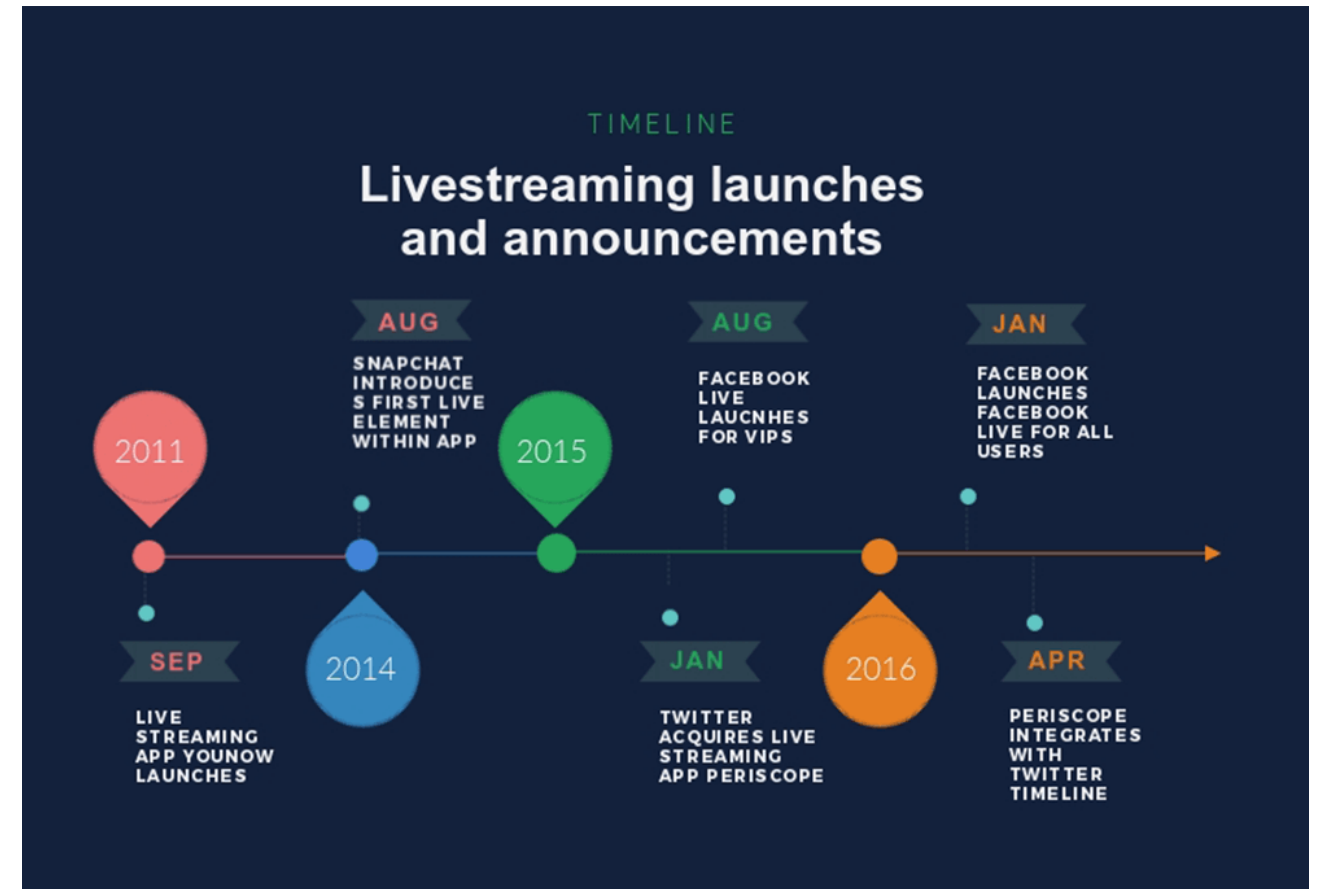 TIMELINE
Livestreaming launches
and announcements
2011
SEP
LIVE
STREAMING
APP YOUNOW
LAUNCHES
2014
AUG
SNAPCHAT
INTRODUCE
S FIRST LIVE
ELEMENT
WITHIN APP
2015
JAN
TWITTER
ACQUIRES LIVE
STREAMING
APP PERISCOPE
AUG
FACEBOOK
LIVE
LAUCNHES
FOR VIPS
2016
JAN
FACEBOOK
LAUNCHES
FACEBOOK
LIVE FOR ALL
USERS
APR
PERISCOPE
INTEGRATES
WITH
TWITTER
TIMELINE